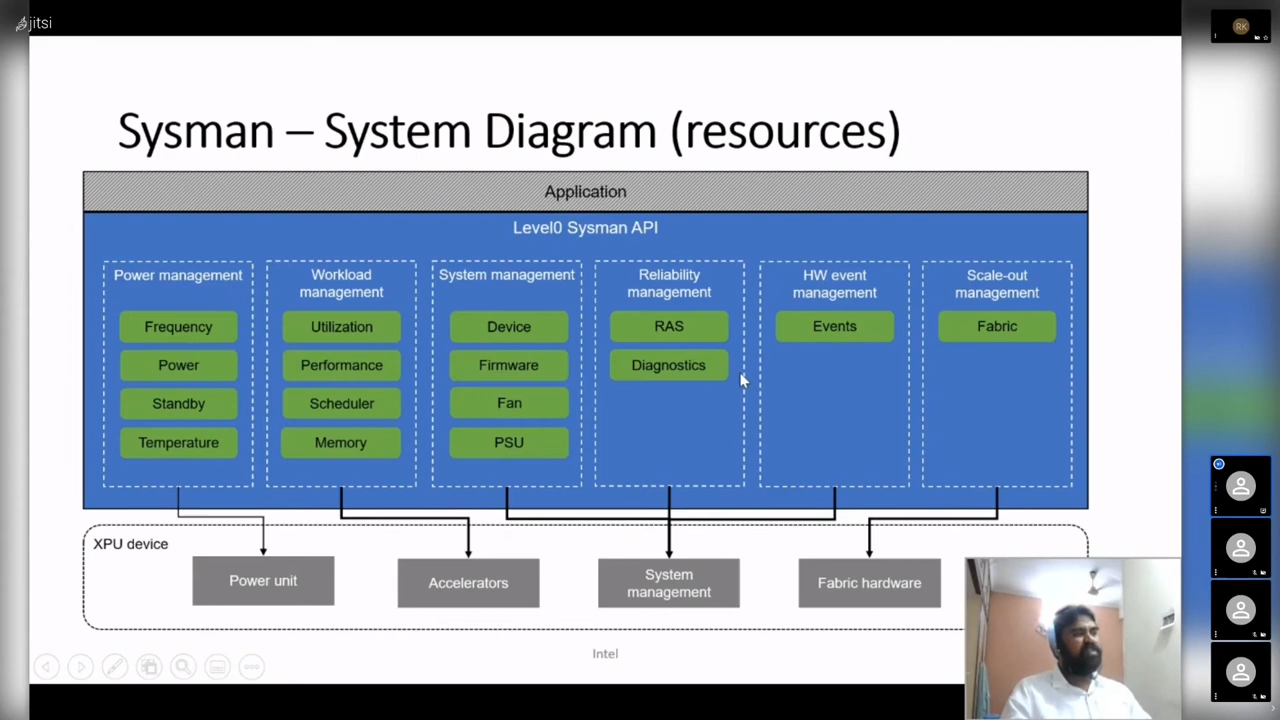 jitsi
RK
Sysman – System Diagram (resources)
Application
Level0 Sysman API
Power management
Frequency
Power
Standby
Temperature
Workload
management
Utilization
Performance
Scheduler
Memory
System management
Device
Firmware
Fan
PSU
Reliability
management
RAS
Diagnostics
HW event
management
Events
Scale-out
management
Fabric
XPU device
Power unit
Accelerators
System
management
Fabric hardware
Intel